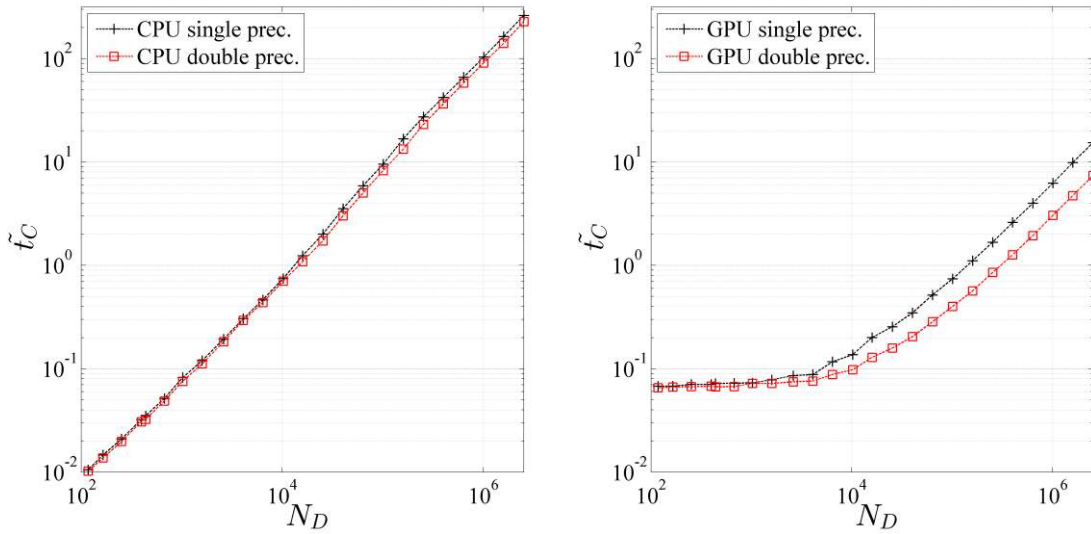 CPU single prec.
CPU double prec.
10^2
10^1
10^0
10^-1
10^-2
t̃_C
10^2 10^4 10^6
N_D
GPU single prec.
GPU double prec.
10^2
10^1
10^0
10^-1
10^-2
t̃_C
10^2 10^4 10^6
N_D